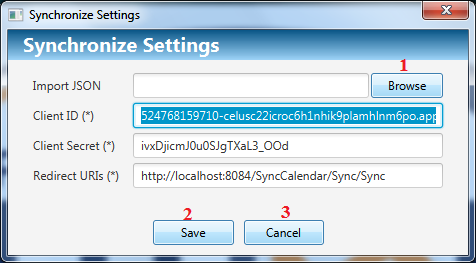 Synchronize Settings
Synchronize Settings
1
Import JSON Browse
Client ID (*) 524768159710-celusc22icroc6h1nhik9plamhlnm6po.app
Client Secret (*) ivxDjicmJ0u0SJgTXaL3_OOd
Redirect URIs (*) http://localhost:8084/SyncCalendar/Sync/Sync
2 3
Save Cancel